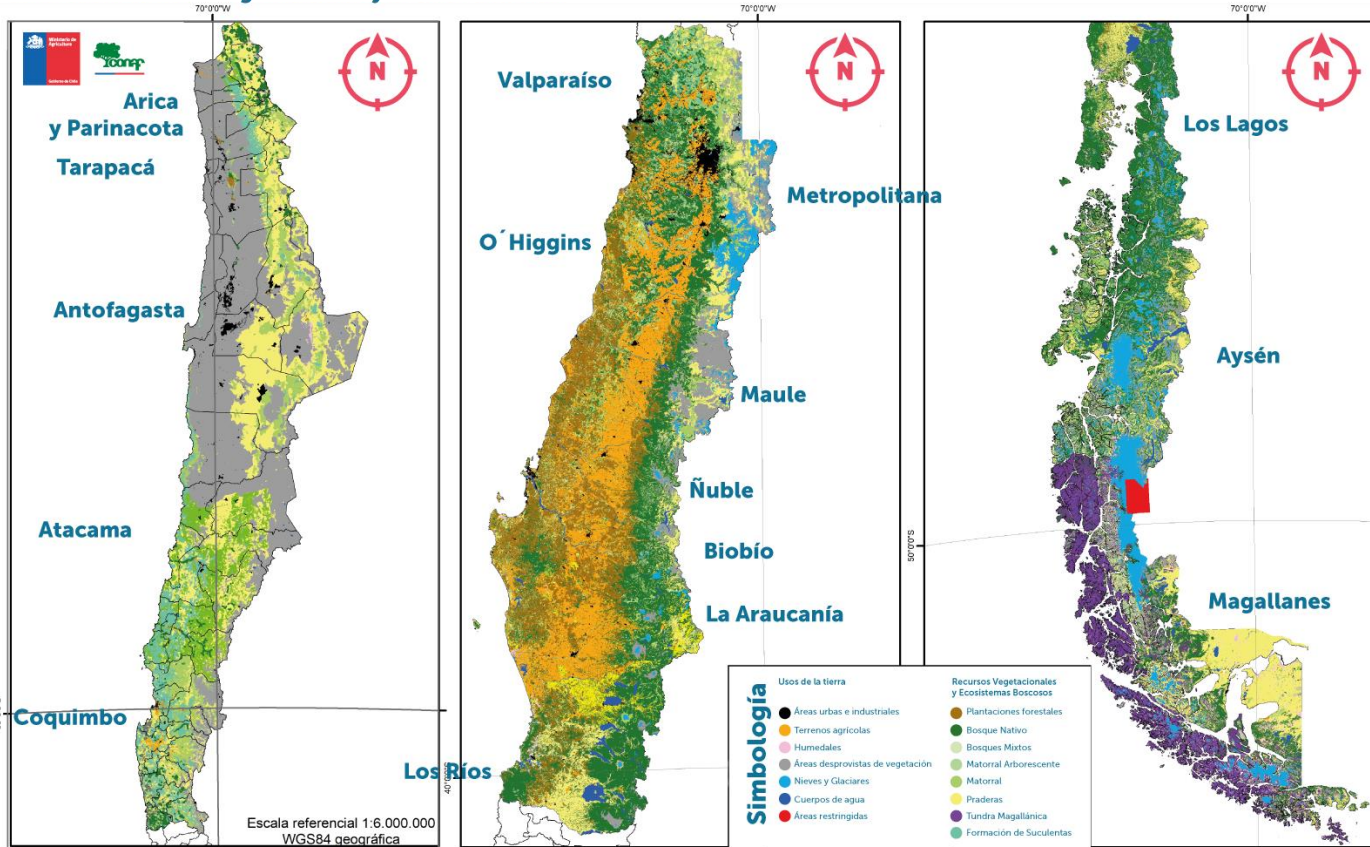 70°0'0"W
70°0'0"W
70°0'0"W
Ministerio de
Agricultura
Gobierno de Chile
conaf
N
N
N
Arica
y Parinacota
Tarapacá
Antofagasta
Atacama
Coquimbo
Escala referencial 1:6.000.000
WGS84 geográfica
Valparaíso
Metropolitana
O´Higgins
Maule
Ñuble
Biobío
La Araucanía
Los Ríos
40°0'0"S
Los Lagos
Aysén
50°0'0"S
Magallanes
Simbología
Usos de la tierra
Áreas urbas e industriales
Terrenos agrícolas
Humedales
Áreas desprovistas de vegetación
Nieves y Glaciares
Cuerpos de agua
Áreas restringidas
Recursos Vegetacionales
y Ecosistemas Boscosos
Plantaciones forestales
Bosque Nativo
Bosques Mixtos
Matorral Arborescente
Matorral
Praderas
Tundra Magallánica
Formación de Suculentas